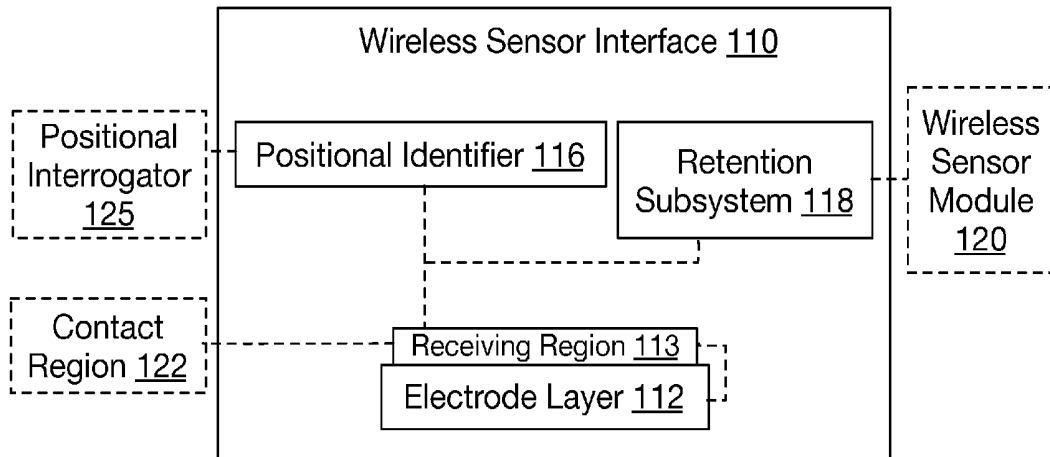 Wireless Sensor Interface 110
Positional
Interrogator
125
Positional Identifier 116
Retention
Subsystem 118
Wireless
Sensor
Module
120
Contact
Region 122
Receiving Region 113
Electrode Layer 112